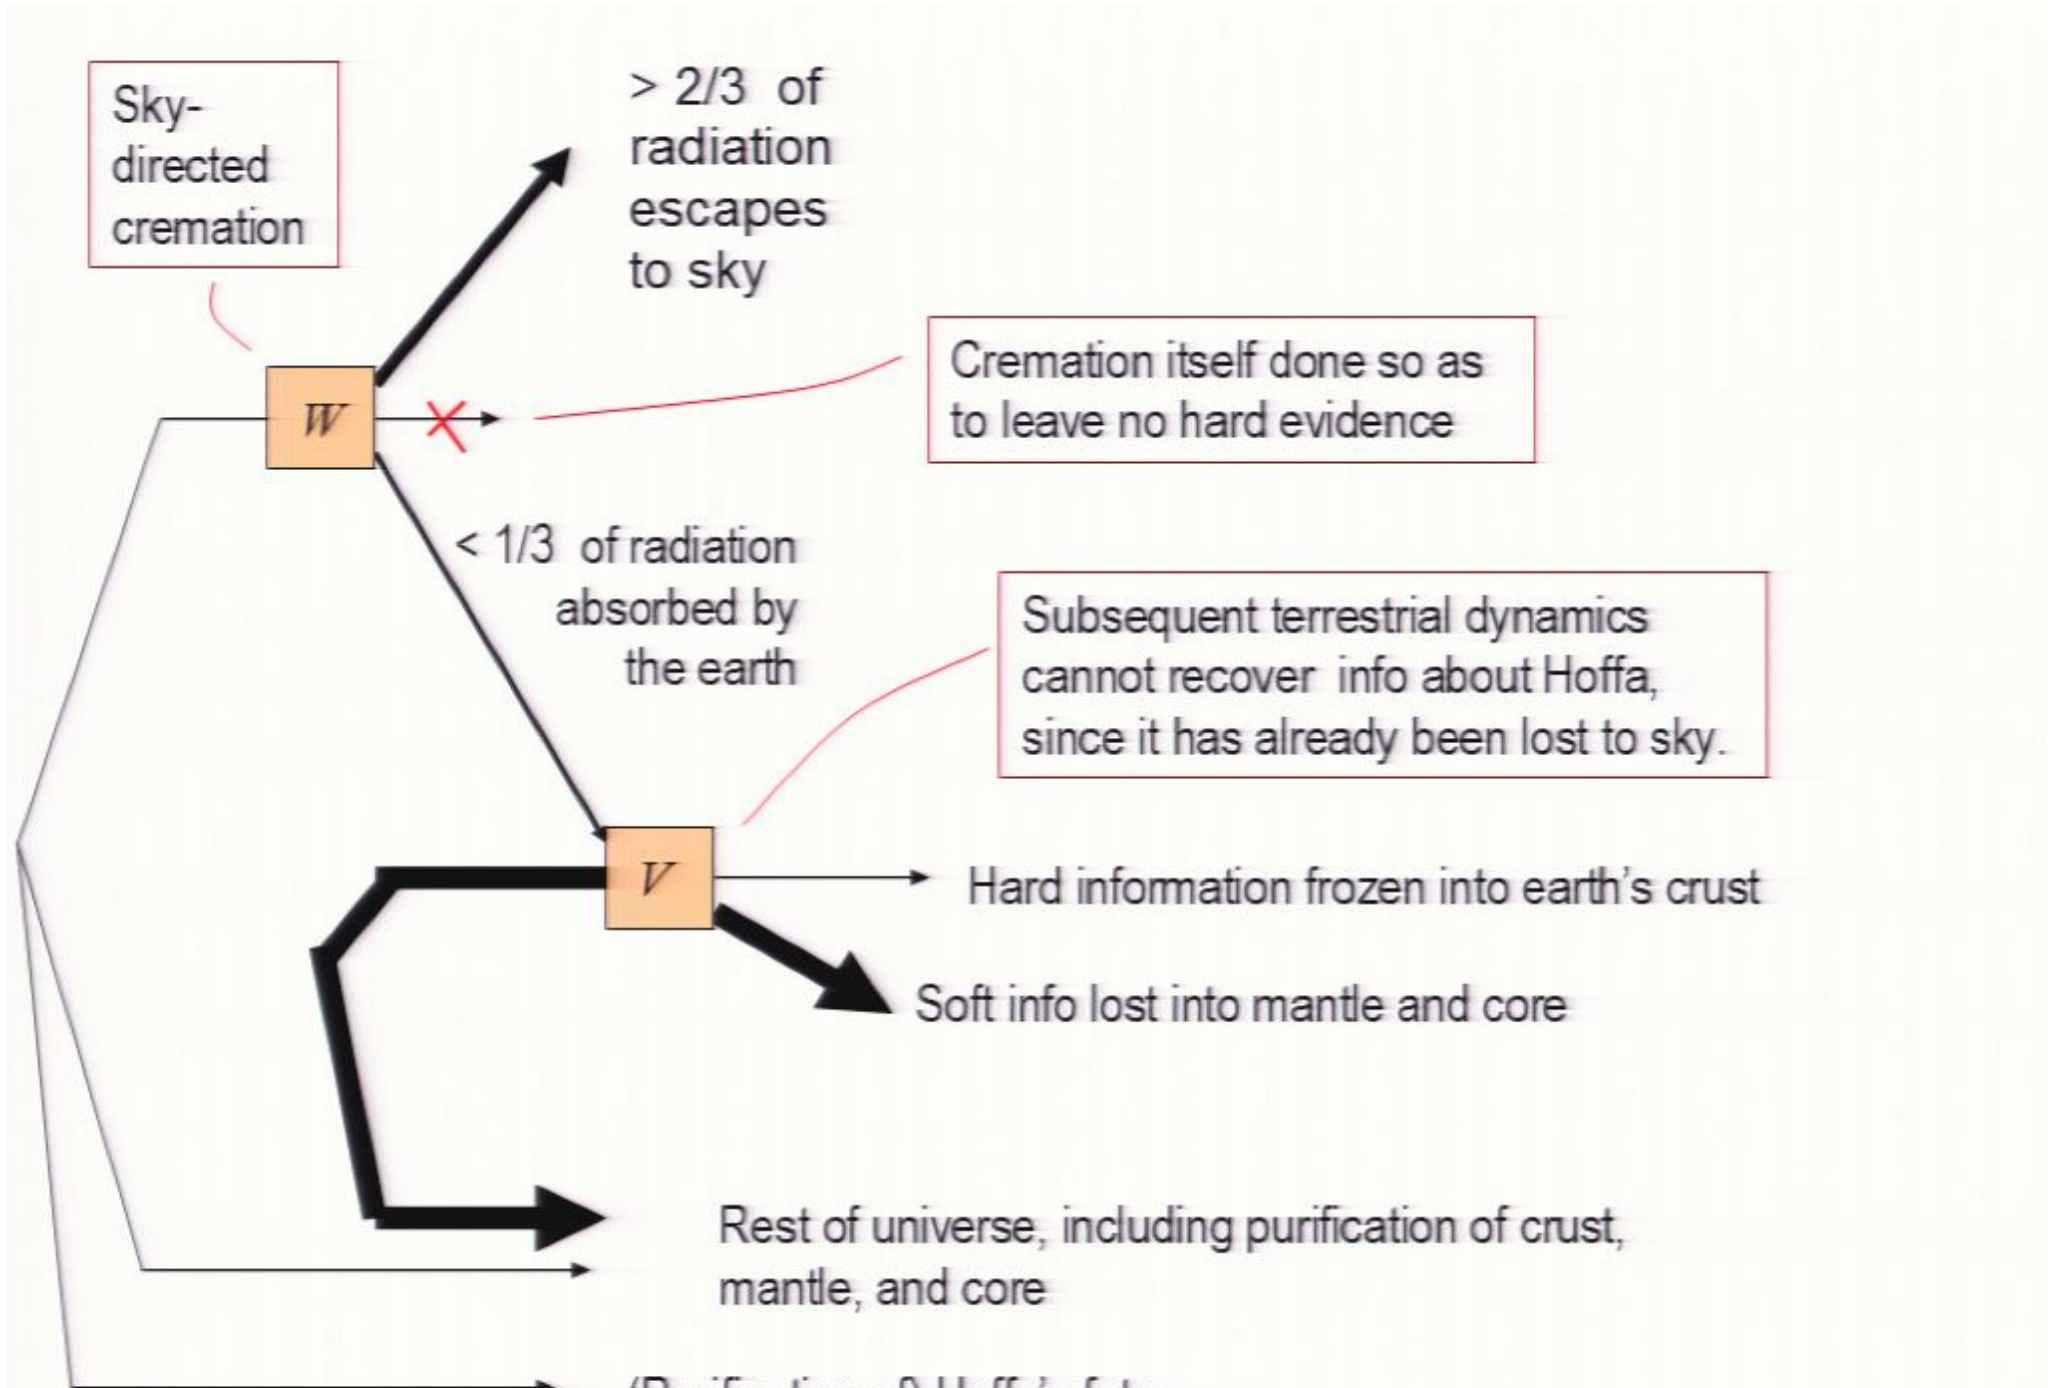 Sky-
directed
cremation
> 2/3 of
radiation
escapes
to sky
W
Cremation itself done so as
to leave no hard evidence
< 1/3 of radiation
absorbed by
the earth
Subsequent terrestrial dynamics
cannot recover info about Hoffa,
since it has already been lost to sky.
V
Hard information frozen into earth's crust
Soft info lost into mantle and core
Rest of universe, including purification of crust,
mantle, and core